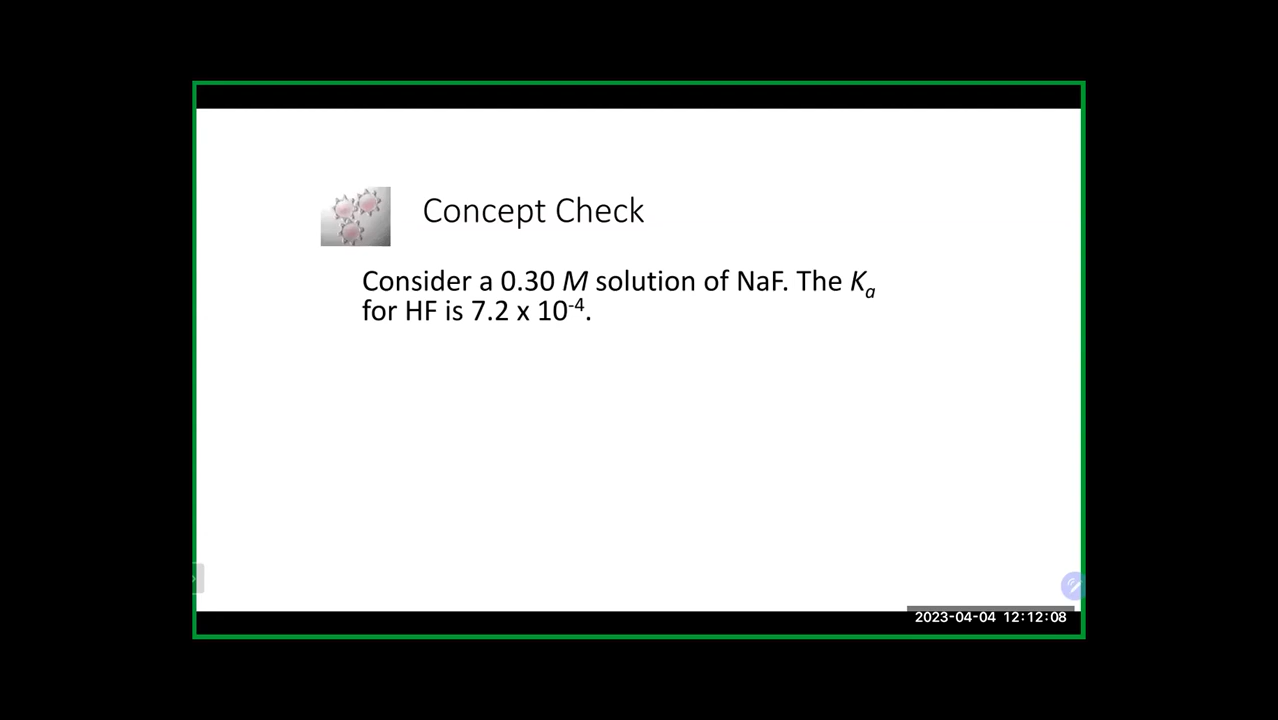 Concept Check
Consider a 0.30 M solution of NaF. The Kₐ
for HF is 7.2 x 10⁻⁴.
2023-04-04 12:12:08